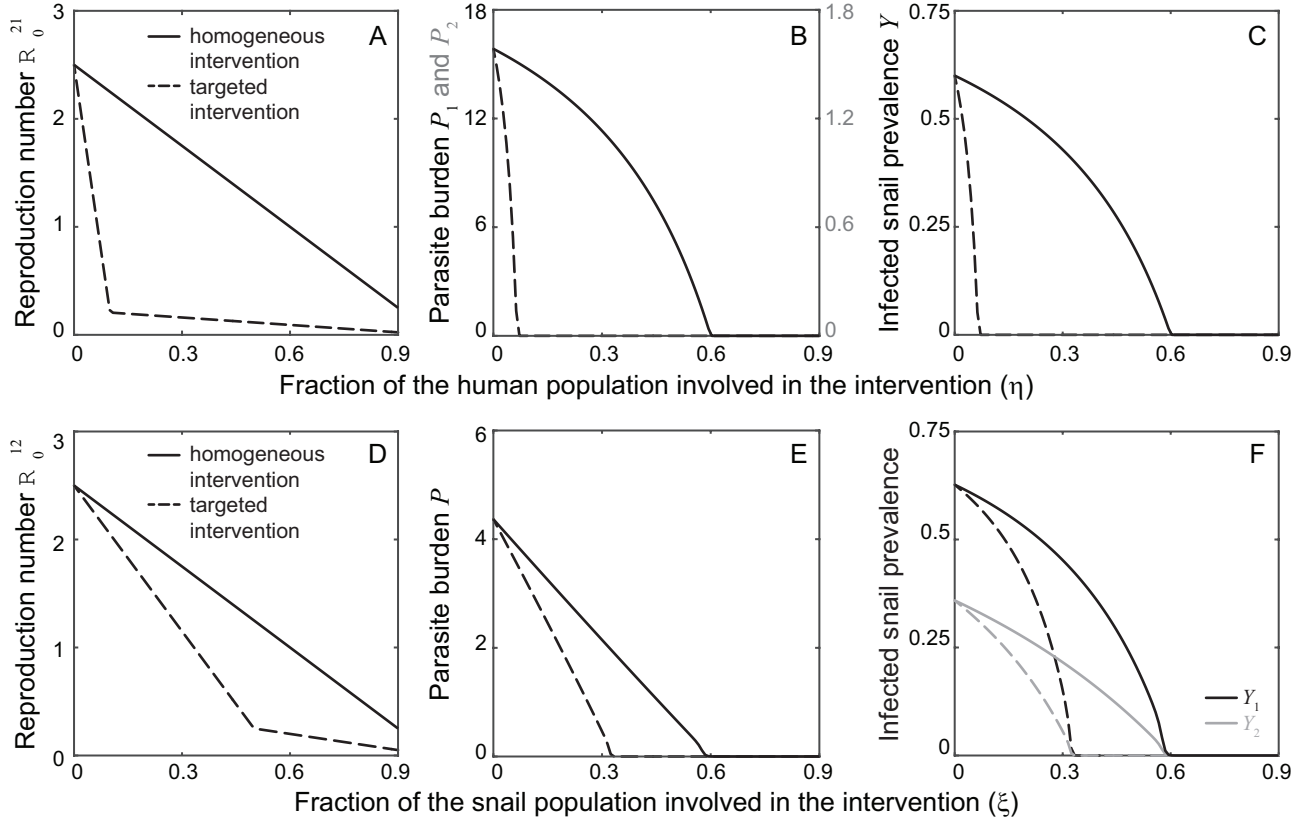 A
Reproduction number R₀²¹
3
2
1
0
homogeneous
intervention
targeted
intervention
0 0.3 0.6 0.9
B
Parasite burden P₁ and P₂
18
12
6
0
1.8
1.2
0.6
0
0 0.3 0.6 0.9
C
Infected snail prevalence Y
0.75
0.5
0.25
0
0 0.3 0.6 0.9
Fraction of the human population involved in the intervention (η)
D
Reproduction number R₀¹²
3
2
1
0
homogeneous
intervention
targeted
intervention
0 0.3 0.6 0.9
E
Parasite burden P
6
4
2
0
0 0.3 0.6 0.9
F
Infected snail prevalence
0.75
0.5
0.25
0
Y₁
Y₂
0 0.3 0.6 0.9
Fraction of the snail population involved in the intervention (ξ)